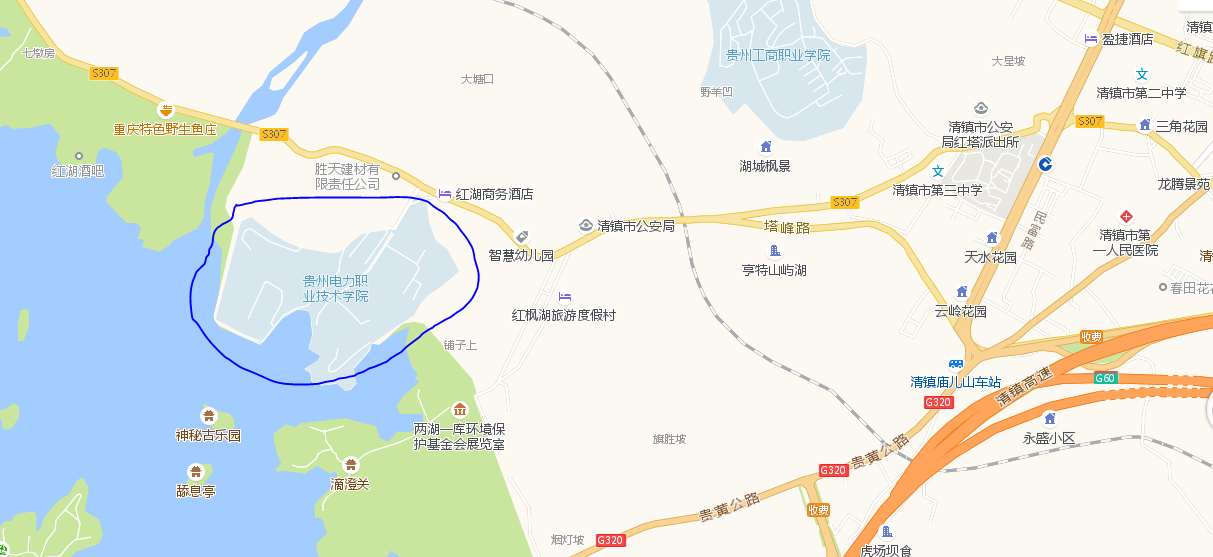 七墩房
S307
重庆特色野生鱼庄
红湖酒吧
S307
大塘口
胜天建材有
限责任公司
红湖商务酒店
智慧幼儿园
清镇市公安局
贵州工商职业学院
野羊凹
湖城枫景
大星坡
盈捷酒店
清镇
红旗路
清镇市第二中学
S307
三角花园
清镇市公安
局红塔派出所
清镇市第三中学
龙腾景苑
S307
塔峰路
亨特山屿湖
民富路
清镇市第
一人民医院
天水花园
清
春田花花
云岭花园
贵州电力职
业技术学院
红枫湖旅游度假村
铺子上
收费
清镇庙儿山车站
G320
清镇高速
G60
永盛小区
神秘古乐园
舔息亭
滴澄关
两湖一库环境保
护基金会展览室
旗胜坡
贵黄公路
G320
贵黄公路
收费
烟灯坡
G320
虎场坝食